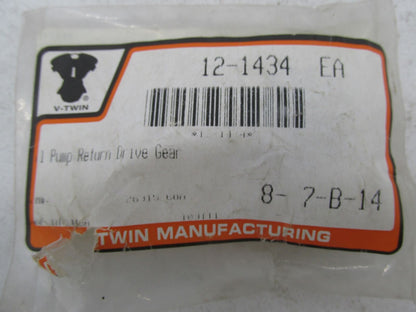 V-TWIN
®
12-1434 EA
Pump Return Drive Gear
8- 7-B-14
TWIN MANUFACTURING